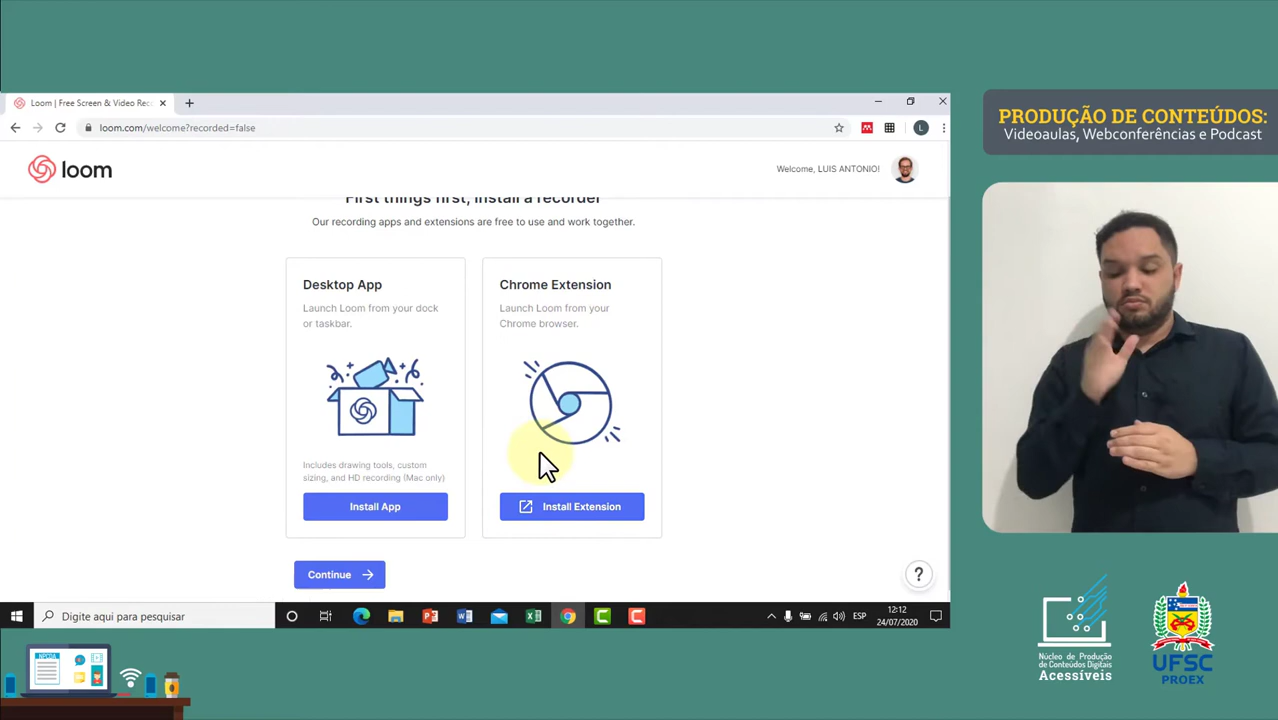 Loom | Free Screen & Video Rec
loom.com/welcome?recorded=false
L
loom
Welcome, LUIS ANTONIO!
First things first, install a recorder
Our recording apps and extensions are free to use and work together.
Desktop App
Launch Loom from your dock
or taskbar.
Includes drawing tools, custom
sizing, and HD recording (Mac only)
Install App
Chrome Extension
Launch Loom from your
Chrome browser.
Install Extension
Continue
?
Digite aqui para pesquisar
ESP
12:12
24/07/2020
PRODUÇÃO DE CONTEÚDOS:
Videoaulas, Webconferências e Podcast
NPCDA
Núcleo de Produção
de Conteúdos Digitais
Acessíveis
UFSC
PROEX